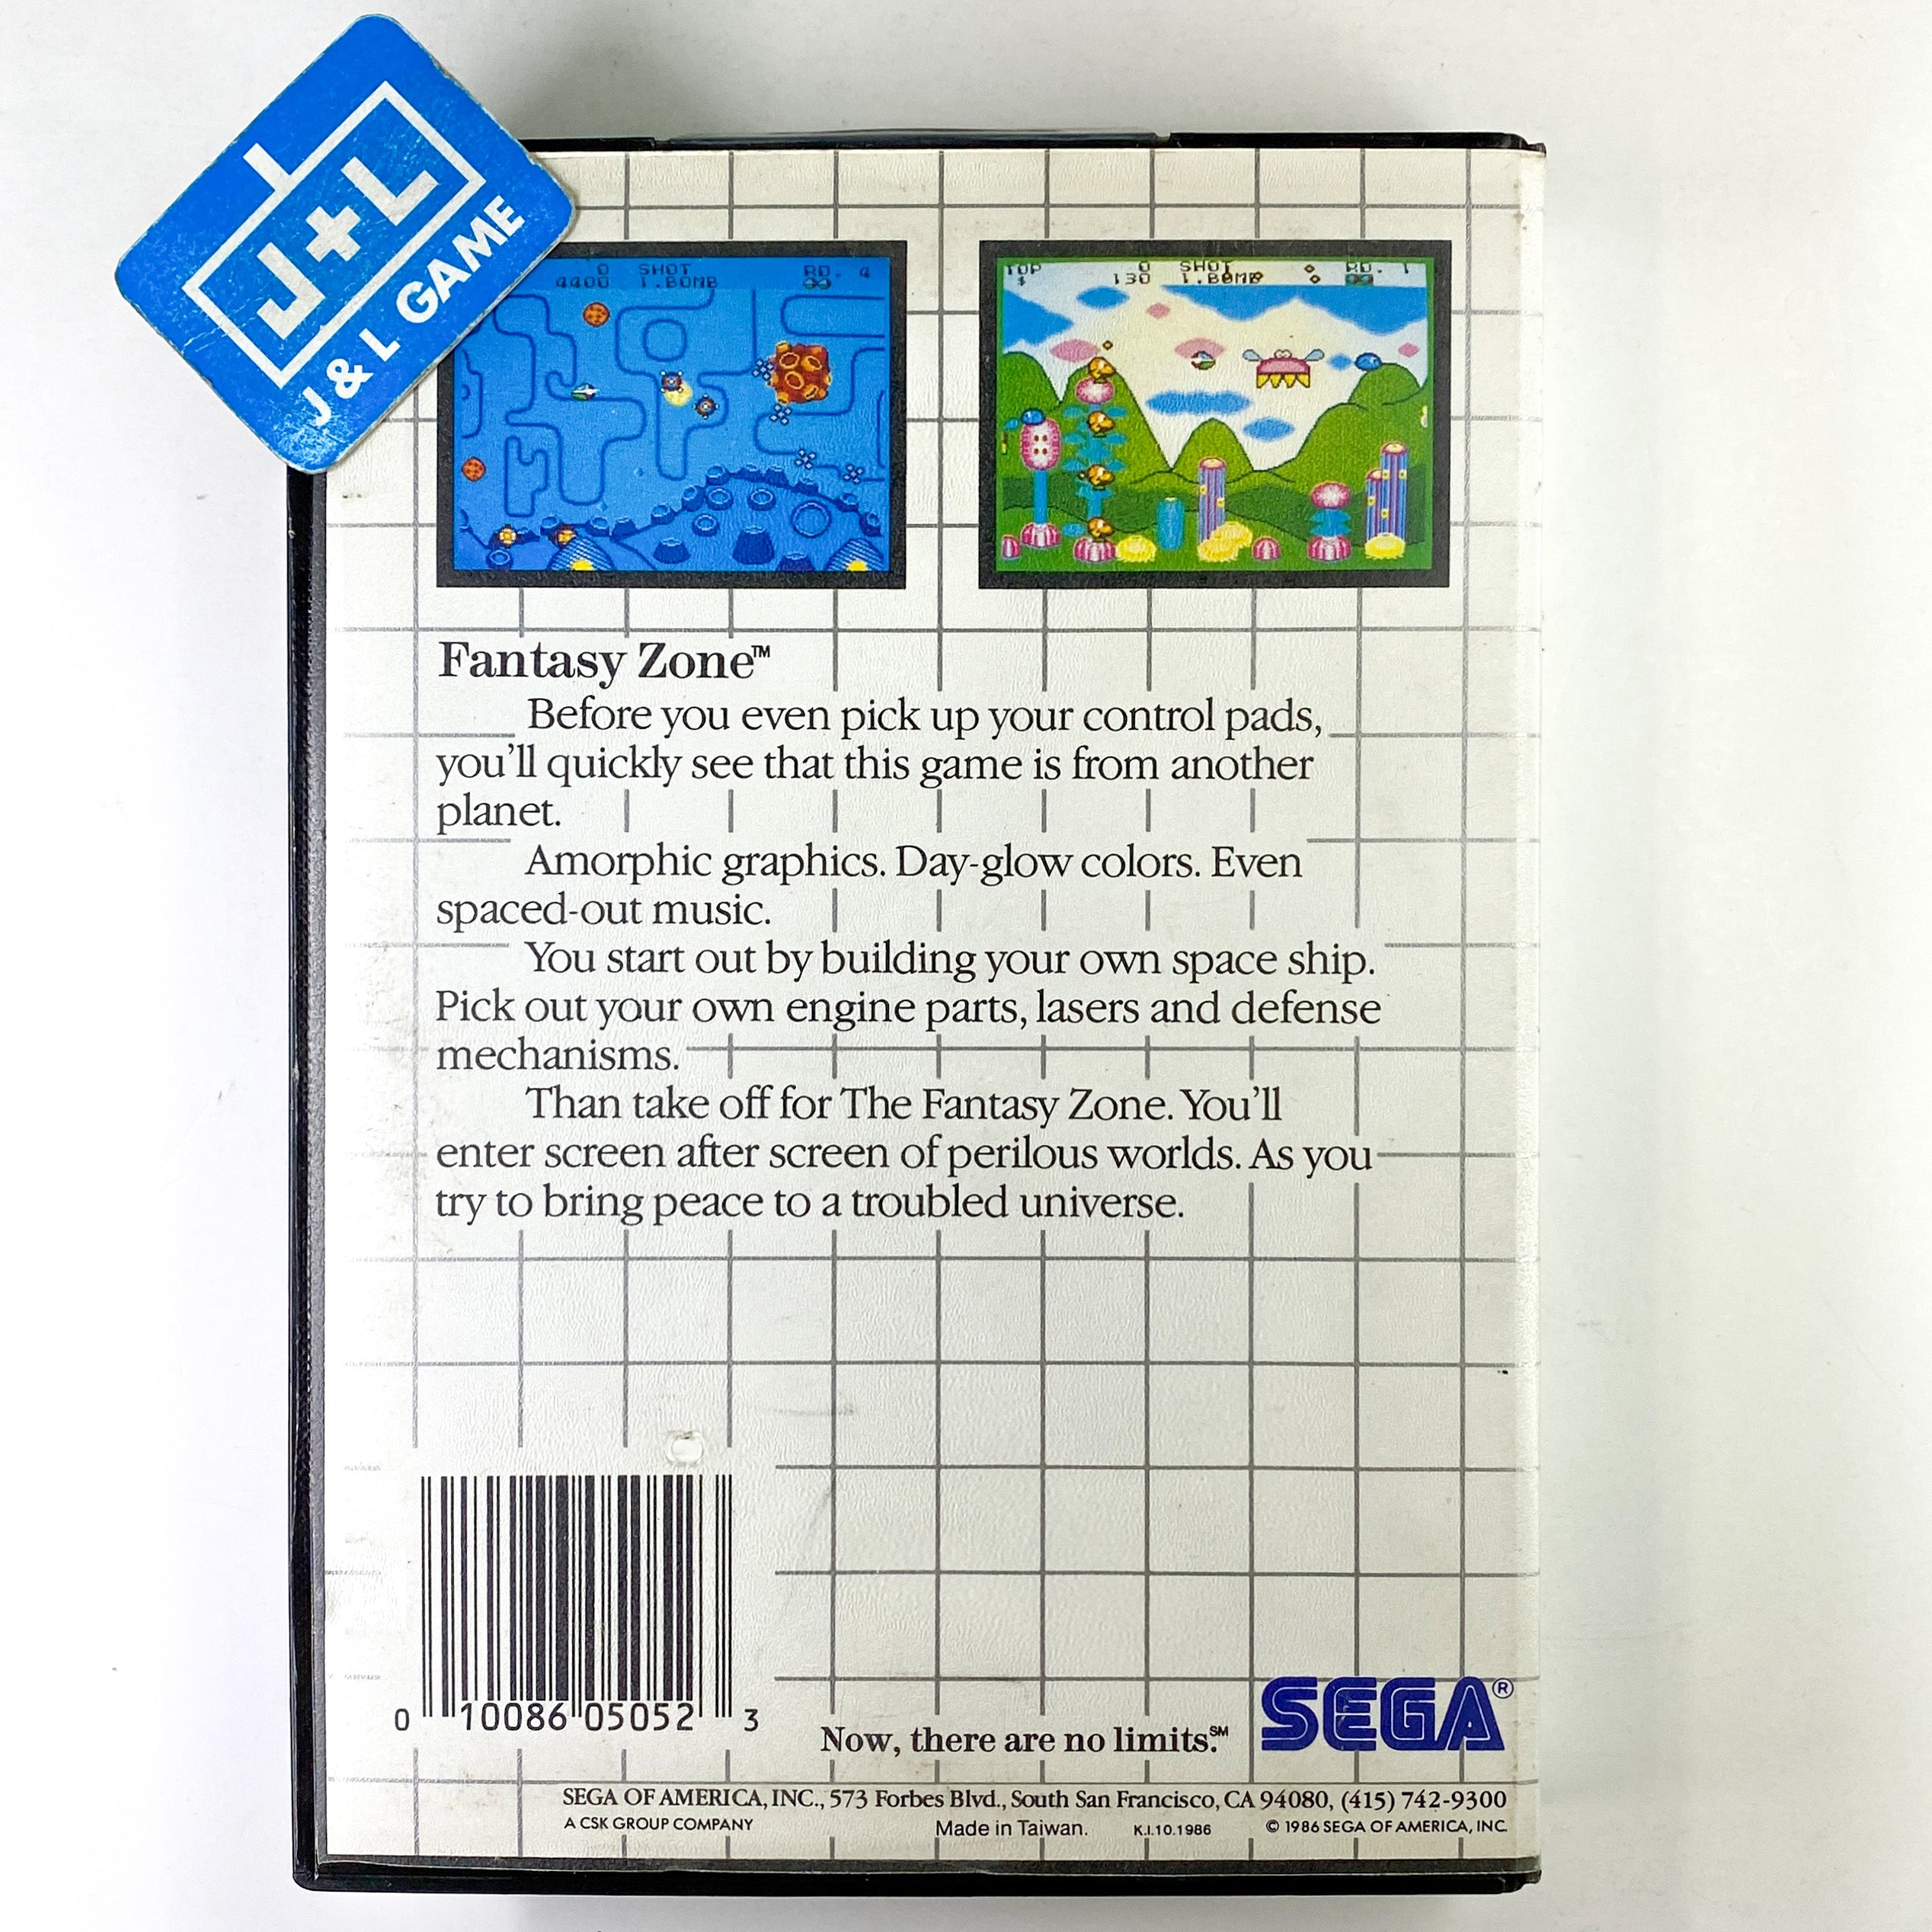 J+L
J & L GAME
0 SHOT RD. 4
4400 T.BOMB
TOP 0 SHOT RD. 1
$ 130 T.BOMB
Fantasy Zone™
Before you even pick up your control pads,
you'll quickly see that this game is from another
planet.
Amorphic graphics. Day-glow colors. Even
spaced-out music.
You start out by building your own space ship.
Pick out your own engine parts, lasers and defense
mechanisms.
Than take off for The Fantasy Zone. You'll
enter screen after screen of perilous worlds. As you
try to bring peace to a troubled universe.
0 10086 05052 3
Now, there are no limits.℠
SEGA®
SEGA OF AMERICA, INC., 573 Forbes Blvd., South San Francisco, CA 94080, (415) 742-9300
A CSK GROUP COMPANY Made in Taiwan. K.I.10.1986 © 1986 SEGA OF AMERICA, INC.